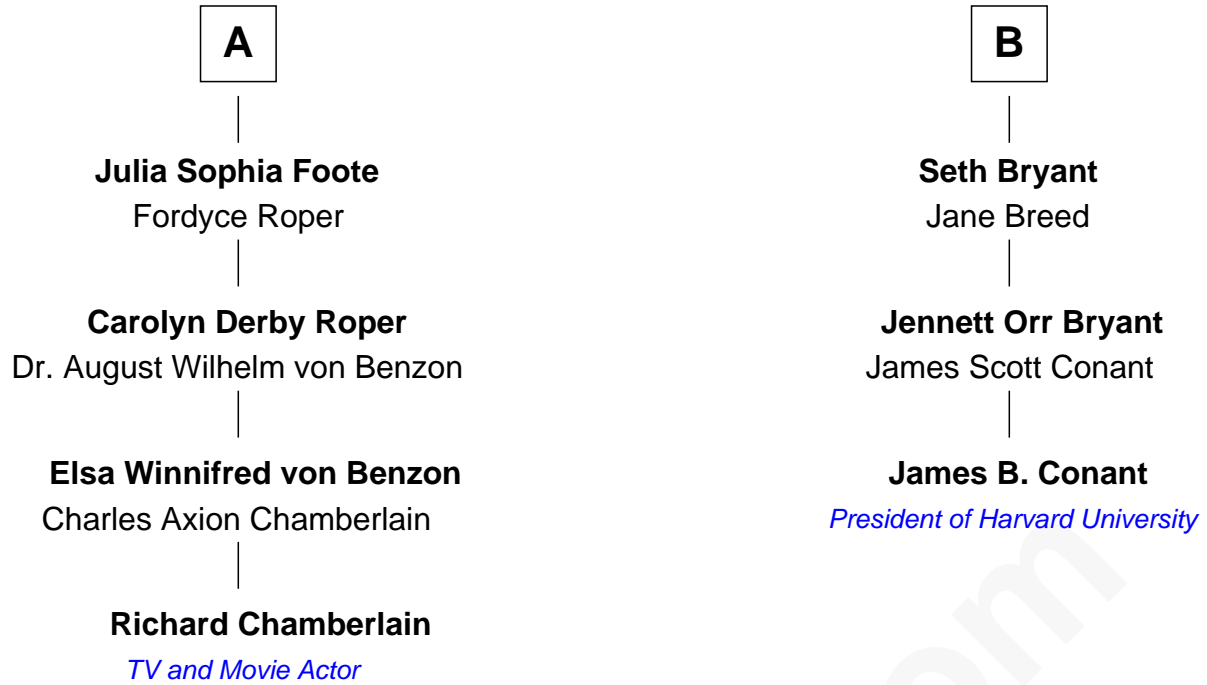 A
Julia Sophia Foote
Fordyce Roper
Carolyn Derby Roper
Dr. August Wilhelm von Benzon
Elsa Winnifred von Benzon
Charles Axion Chamberlain
Richard Chamberlain
TV and Movie Actor
B
Seth Bryant
Jane Breed
Jennett Orr Bryant
James Scott Conant
James B. Conant
President of Harvard University
om